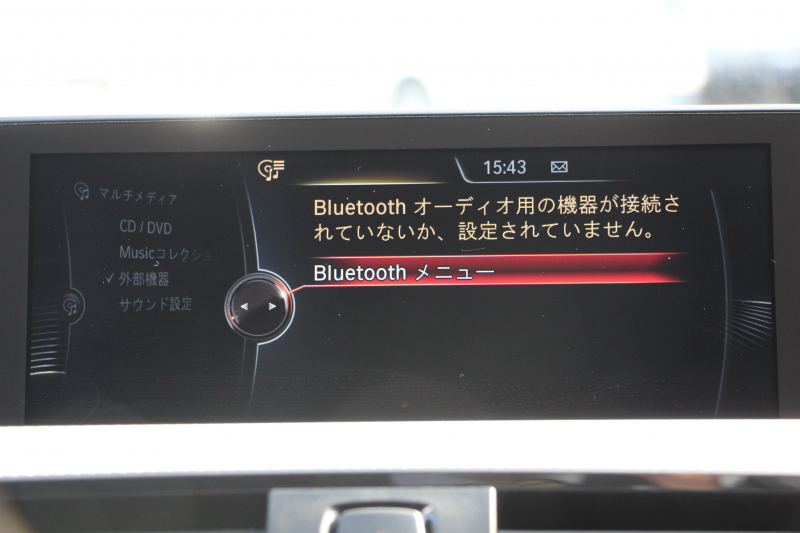 15:43
マルチメディア
CD / DVD
Musicコレクション
✓ 外部機器
サウンド設定
Bluetooth オーディオ用の機器が接続さ
れていないか、設定されていません。
Bluetooth メニュー